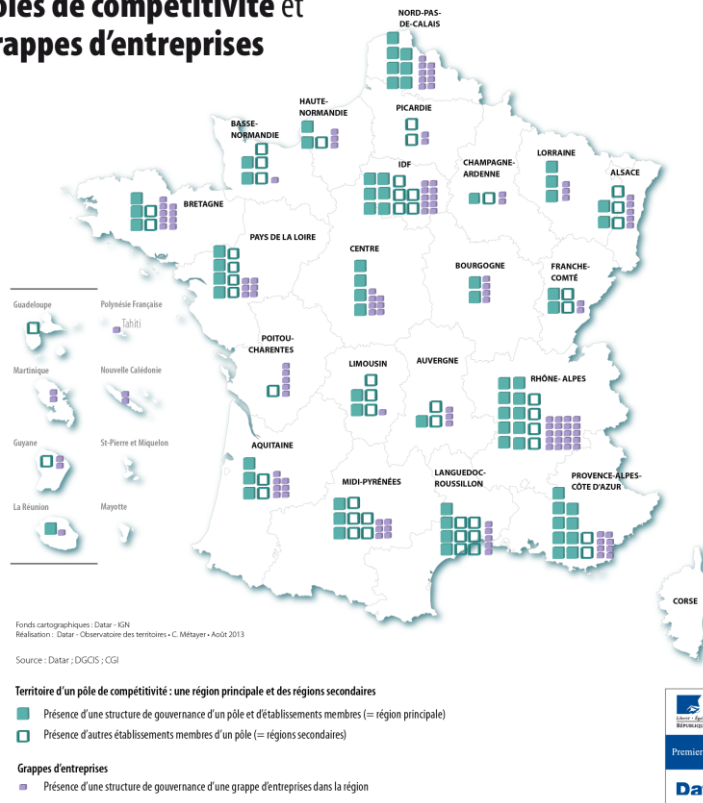 ôles de compétitivité et
rappes d'entreprises
NORD-PAS-
DE-CALAIS
HAUTE-
NORMANDIE
PICARDIE
BASSE-
NORMANDIE
IDF
CHAMPAGNE-
ARDENNE
LORRAINE
ALSACE
BRETAGNE
PAYS DE LA LOIRE
CENTRE
BOURGOGNE
FRANCHE-
COMTÉ
Guadeloupe
Polynésie Française
Tahiti
POITOU-
CHARENTES
LIMOUSIN
AUVERGNE
RHÔNE- ALPES
Martinique
Nouvelle Calédonie
Guyane
St-Pierre et Miquelon
AQUITAINE
MIDI-PYRÉNÉES
LANGUEDOC-
ROUSSILLON
PROVENCE-ALPES-
CÔTE D'AZUR
La Réunion
Mayotte
CORSE
Fonds cartographiques : Datar - IGN
Réalisation : Datar - Observatoire des territoires • C. Métayer • Août 2013
Source : Datar ; DGCIS ; CGI
Territoire d'un pôle de compétitivité : une région principale et des régions secondaires
Présence d'une structure de gouvernance d'un pôle et d'établissements membres (= région principale)
Présence d'autres établissements membres d'un pôle (= régions secondaires)
Grappes d'entreprises
Présence d'une structure de gouvernance d'une grappe d'entreprises dans la région
Premier
Da